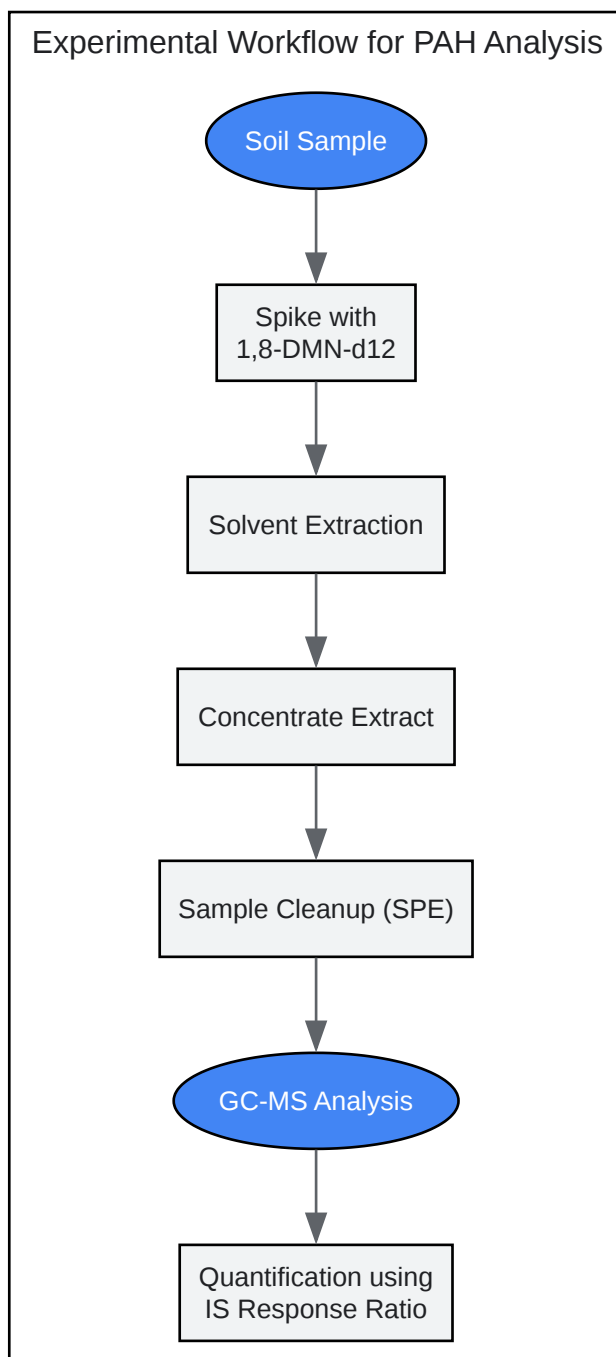 Experimental Workflow for PAH Analysis
Soil Sample
Spike with
1,8-DMN-d12
Solvent Extraction
Concentrate Extract
Sample Cleanup (SPE)
GC-MS Analysis
Quantification using
IS Response Ratio